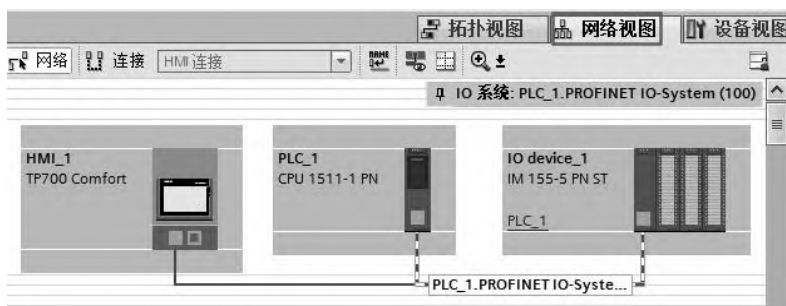 拓扑视图 网络视图 设备视图
网络 连接 HMI 连接
IO 系统: PLC_1.PROFINET IO-System (100)
HMI_1
TP700 Comfort
PLC_1
CPU 1511-1 PN
IO device_1
IM 155-5 PN ST
PLC_1
PLC_1.PROFINET IO-Syste...